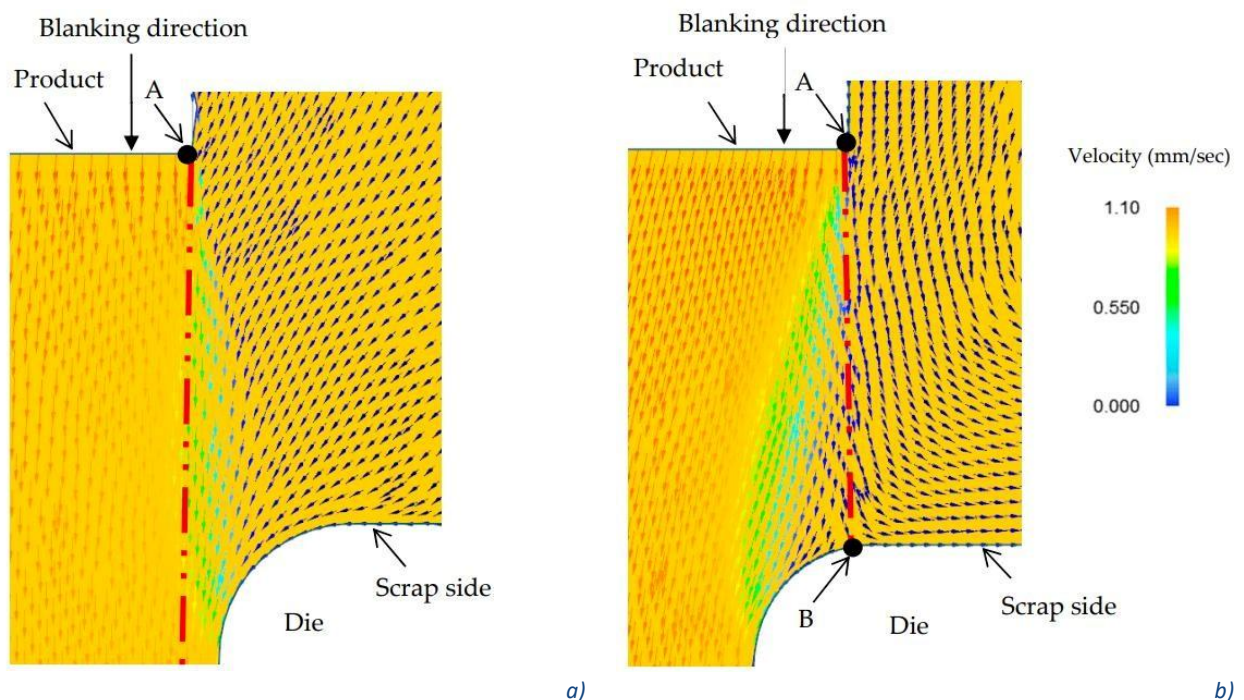 Blanking direction
Product
A
Scrap side
Die
a)
Blanking direction
Product
A
B
Die
Scrap side
b)
Velocity (mm/sec)
1.10
0.550
0.000